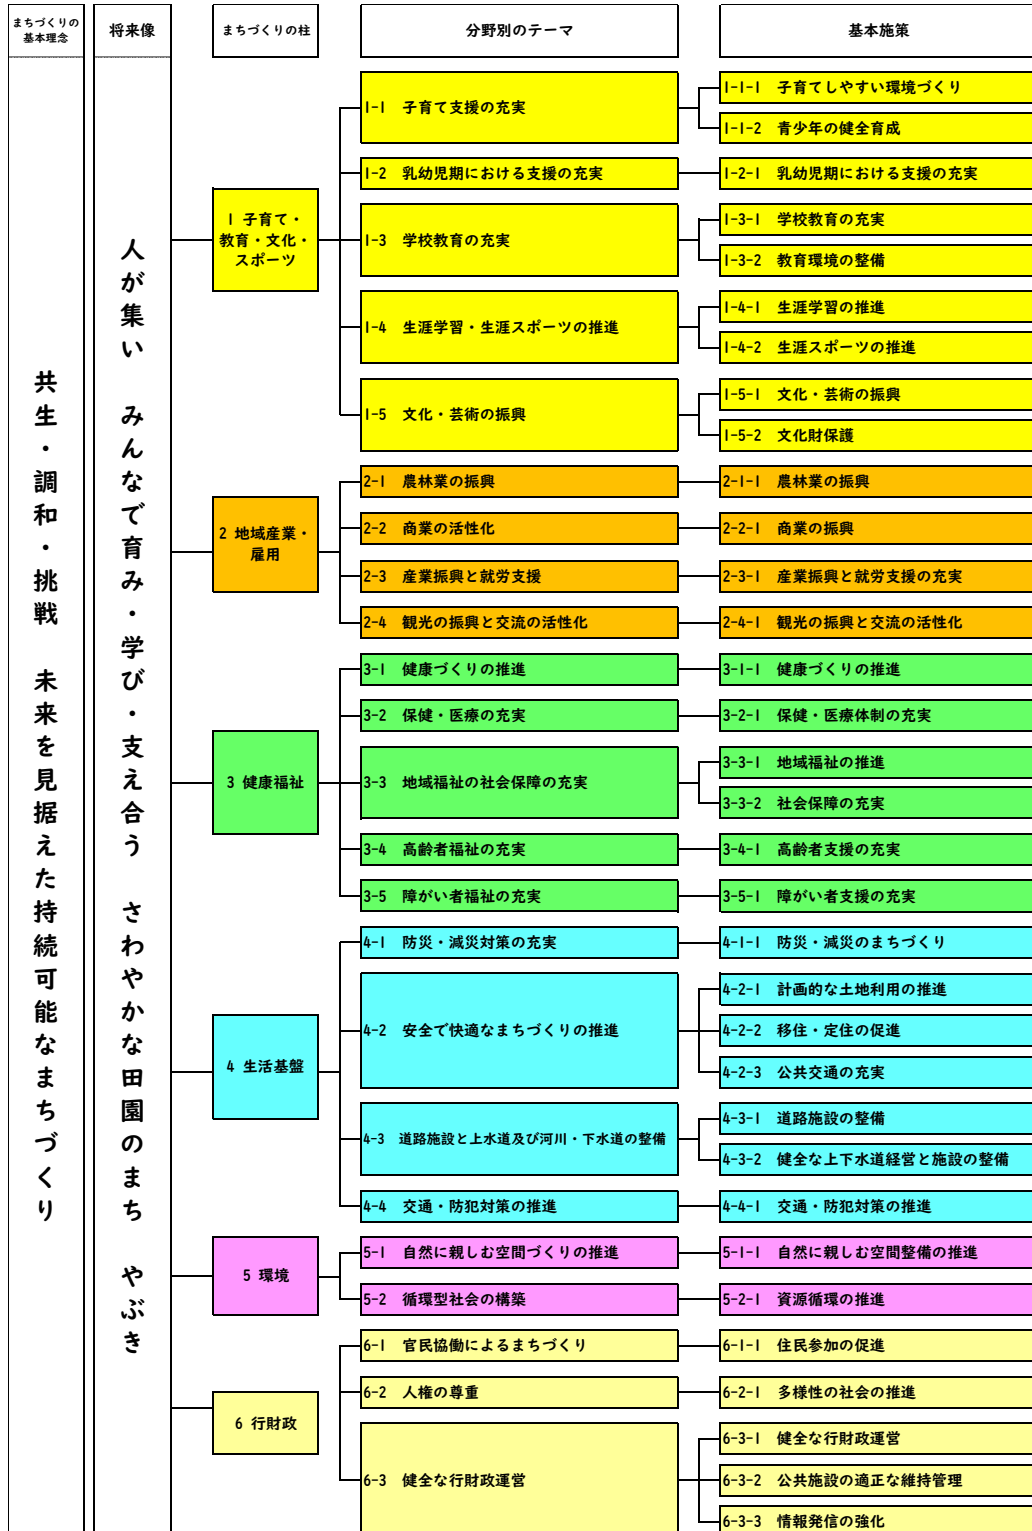 まちづくりの
基本理念
将来像
まちづくりの柱
分野別のテーマ
基本施策
共生・調和・挑戦　未来を見据えた持続可能なまちづくり
人が集い　みんなで育み・学び・支え合う　さわやかな田園のまち　やぶき
1 子育て・
教育・文化・
スポーツ
1-1 子育て支援の充実
1-1-1 子育てしやすい環境づくり
1-1-2 青少年の健全育成
1-2 乳幼児期における支援の充実
1-2-1 乳幼児期における支援の充実
1-3 学校教育の充実
1-3-1 学校教育の充実
1-3-2 教育環境の整備
1-4 生涯学習・生涯スポーツの推進
1-4-1 生涯学習の推進
1-4-2 生涯スポーツの推進
1-5 文化・芸術の振興
1-5-1 文化・芸術の振興
1-5-2 文化財保護
2 地域産業・
雇用
2-1 農林業の振興
2-1-1 農林業の振興
2-2 商業の活性化
2-2-1 商業の振興
2-3 産業振興と就労支援
2-3-1 産業振興と就労支援の充実
2-4 観光の振興と交流の活性化
2-4-1 観光の振興と交流の活性化
3 健康福祉
3-1 健康づくりの推進
3-1-1 健康づくりの推進
3-2 保健・医療の充実
3-2-1 保健・医療体制の充実
3-3 地域福祉の社会保障の充実
3-3-1 地域福祉の推進
3-3-2 社会保障の充実
3-4 高齢者福祉の充実
3-4-1 高齢者支援の充実
3-5 障がい者福祉の充実
3-5-1 障がい者支援の充実
4 生活基盤
4-1 防災・減災対策の充実
4-1-1 防災・減災のまちづくり
4-2 安全で快適なまちづくりの推進
4-2-1 計画的な土地利用の推進
4-2-2 移住・定住の促進
4-2-3 公共交通の充実
4-3 道路施設と上水道及び河川・下水道の整備
4-3-1 道路施設の整備
4-3-2 健全な上下水道経営と施設の整備
4-4 交通・防犯対策の推進
4-4-1 交通・防犯対策の推進
5 環境
5-1 自然に親しむ空間づくりの推進
5-1-1 自然に親しむ空間整備の推進
5-2 循環型社会の構築
5-2-1 資源循環の推進
6 行財政
6-1 官民協働によるまちづくり
6-1-1 住民参加の促進
6-2 人権の尊重
6-2-1 多様性の社会の推進
6-3 健全な行財政運営
6-3-1 健全な行財政運営
6-3-2 公共施設の適正な維持管理
6-3-3 情報発信の強化